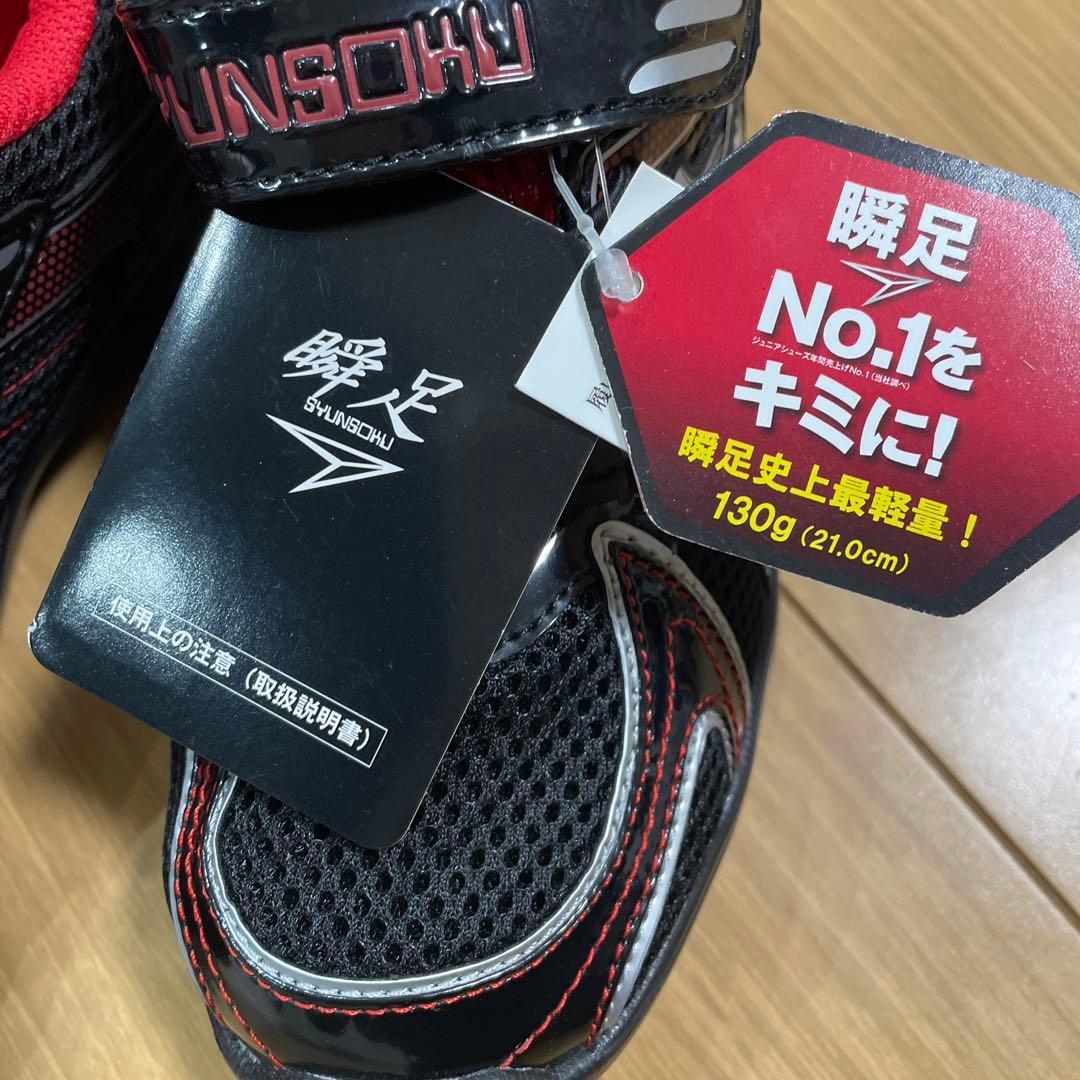 SYUNSOKU
瞬足
SYUNSOKU
使用上の注意（取扱説明書）
履
瞬足
No.1を
ジュニアシューズ年間売上げNo.1（当社調べ）
キミに!
瞬足史上最軽量！
130g（21.0cm）